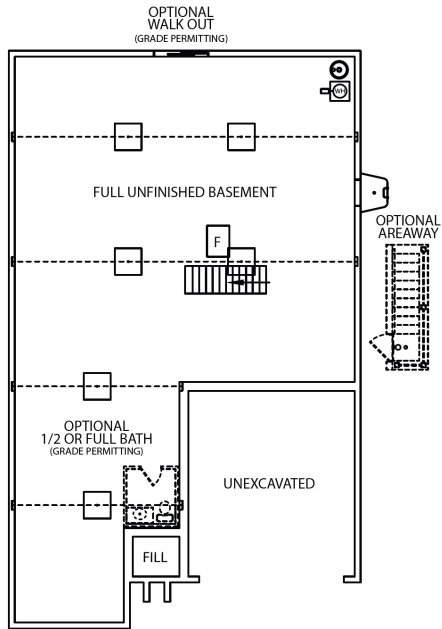 OPTIONAL
WALK OUT
(GRADE PERMITTING)
WH
FULL UNFINISHED BASEMENT
OPTIONAL
AREAWAY
F
OPTIONAL
1/2 OR FULL BATH
(GRADE PERMITTING)
UNEXCAVATED
FILL